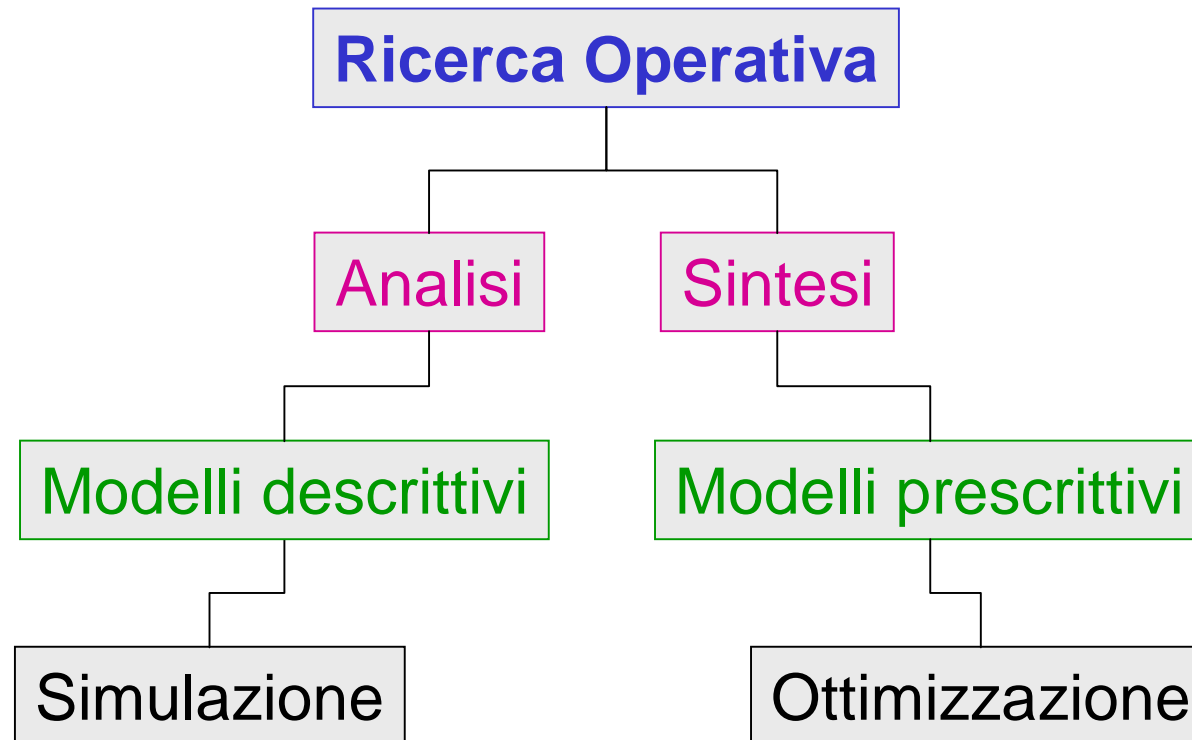 Ricerca Operativa
Analisi
Sintesi
Modelli descrittivi
Modelli prescrittivi
Simulazione
Ottimizzazione